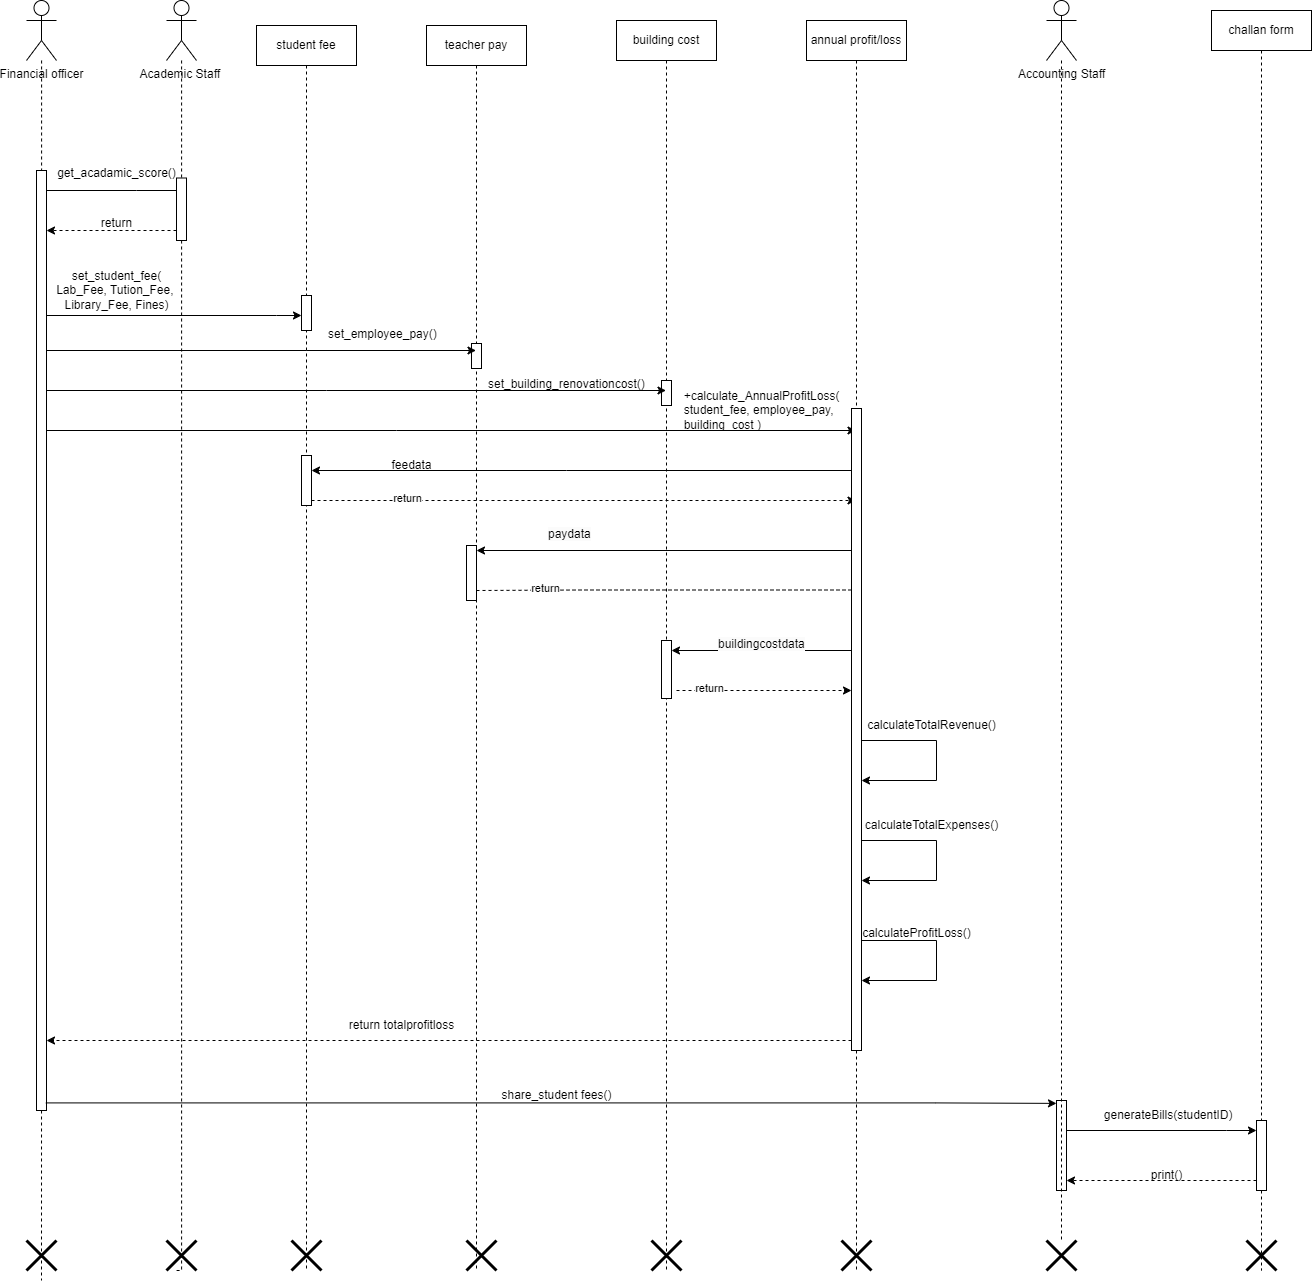 Financial officer
Academic Staff
student fee
teacher pay
building cost
annual profit/loss
Accounting Staff
challan form
get_acadamic_score()
return
set_student_fee(
Lab_Fee, Tution_Fee,
Library_Fee, Fines)
set_employee_pay()
set_building_renovationcost()
+calculate_AnnualProfitLoss(
student_fee, employee_pay,
building_cost )
feedata
return
paydata
return
buildingcostdata
return
calculateTotalRevenue()
calculateTotalExpenses()
calculateProfitLoss()
return totalprofitloss
share_student fees()
generateBills(studentID)
print()